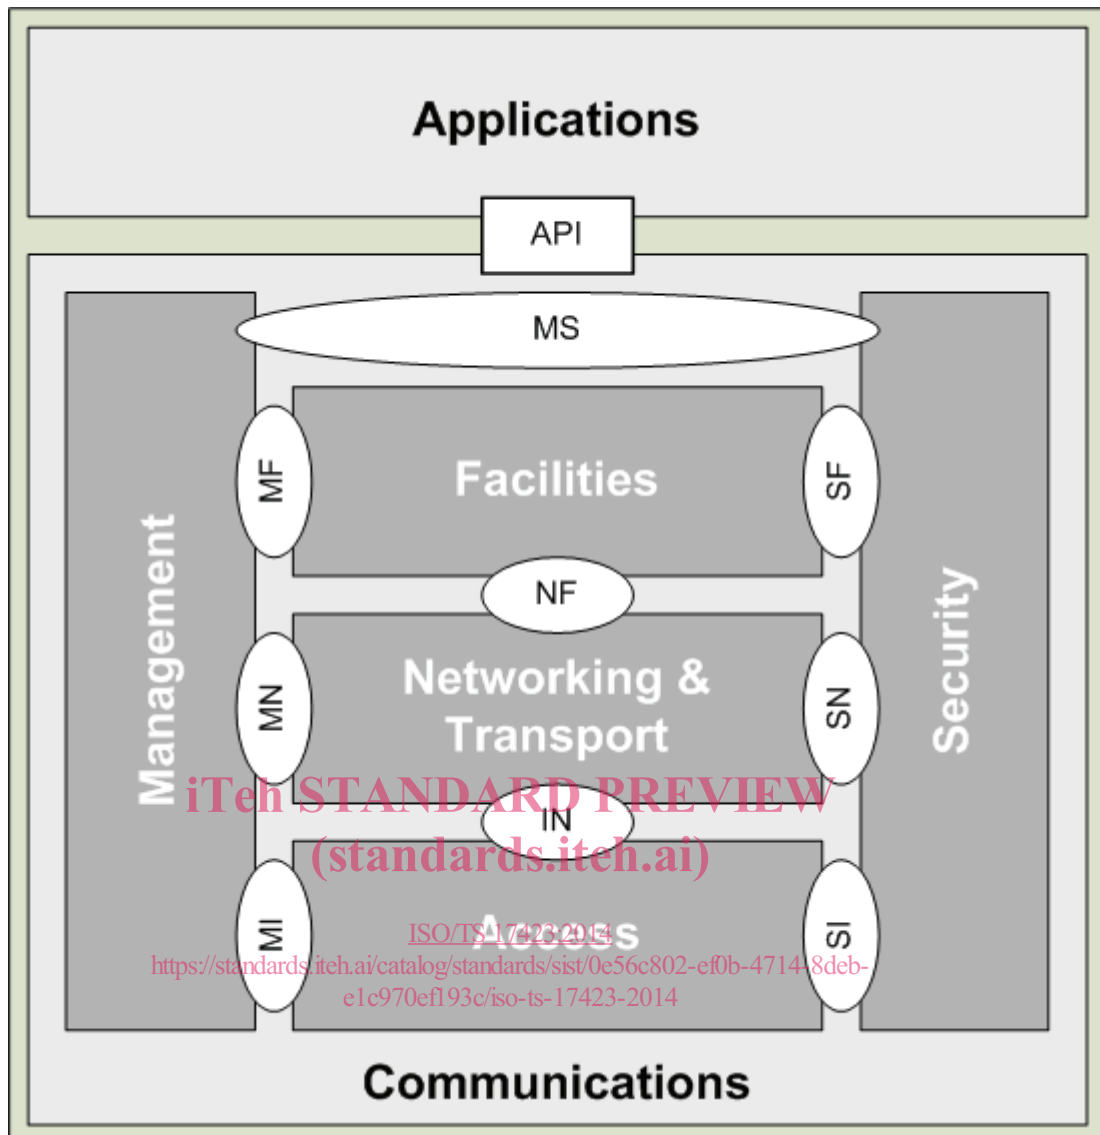 Applications
API
MS
MF
Facilities
SF
Management
NF
Security
MN
Networking &
Transport
SN
iTeh STANDARD PREVIEW
IN
(standards.iteh.ai)
MI
Access
SI
ISO/TS 17423:2014
https://standards.iteh.ai/catalog/standards/sist/0e56c802-ef0b-4714-8deb-
e1c970ef193c/iso-ts-17423-2014
Communications